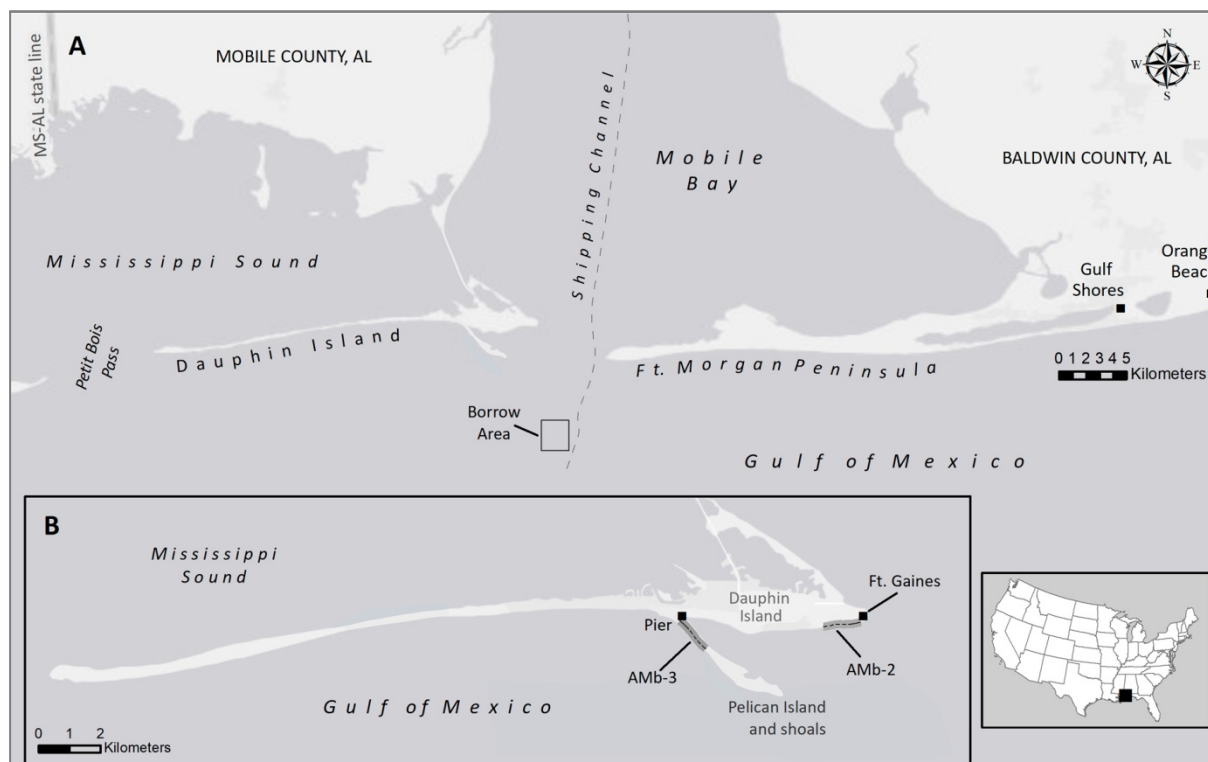 A
MS-AL state line
MOBILE COUNTY, AL
Shipping Channel
Mobile
Bay
N
W E
S
BALDWIN COUNTY, AL
Mississippi Sound
Gulf
Shores
Orang
Beac
Petit Bois
Pass
Dauphin Island
Ft. Morgan Peninsula
0 1 2 3 4 5
Kilometers
Borrow
Area
Gulf of Mexico
B
Mississippi
Sound
Dauphin
Island
Ft. Gaines
Pier
AMb-3
AMb-2
Gulf of Mexico
Pelican Island
and shoals
0 1 2
Kilometers